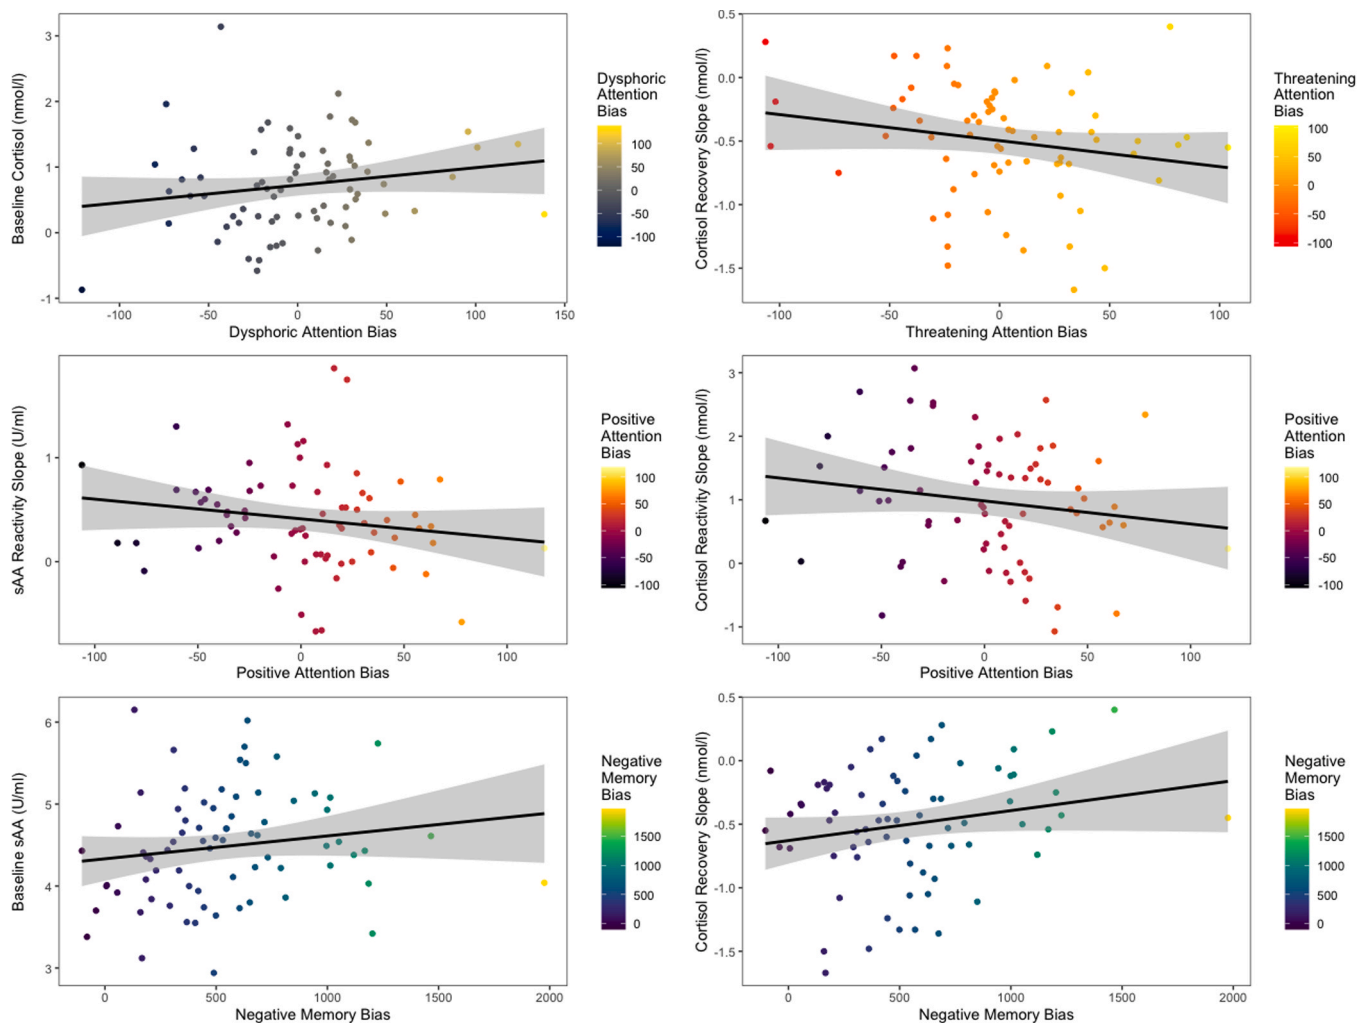 Baseline Cortisol (nmol/l)
3
2
1
0
-1
-100
-50
0
50
100
150
Dysphoric Attention Bias
Dysphoric
Attention
Bias
100
50
0
-50
-100
Cortisol Recovery Slope (nmol/l)
0.5
0.0
-0.5
-1.0
-1.5
-100
-50
0
50
100
Threatening Attention Bias
Threatening
Attention
Bias
100
50
0
-50
-100
sAA Reactivity Slope (U/ml)
1
0
-100
-50
0
50
100
Positive Attention Bias
Positive
Attention
Bias
100
50
0
-50
-100
Cortisol Reactivity Slope (nmol/l)
3
2
1
0
-1
-100
-50
0
50
100
Positive Attention Bias
Positive
Attention
Bias
100
50
0
-50
-100
Baseline sAA (U/ml)
6
5
4
3
0
500
1000
1500
2000
Negative Memory Bias
Negative
Memory
Bias
1500
1000
500
0
Cortisol Recovery Slope (nmol/l)
0.5
0.0
-0.5
-1.0
-1.5
0
500
1000
1500
2000
Negative Memory Bias
Negative
Memory
Bias
1500
1000
500
0